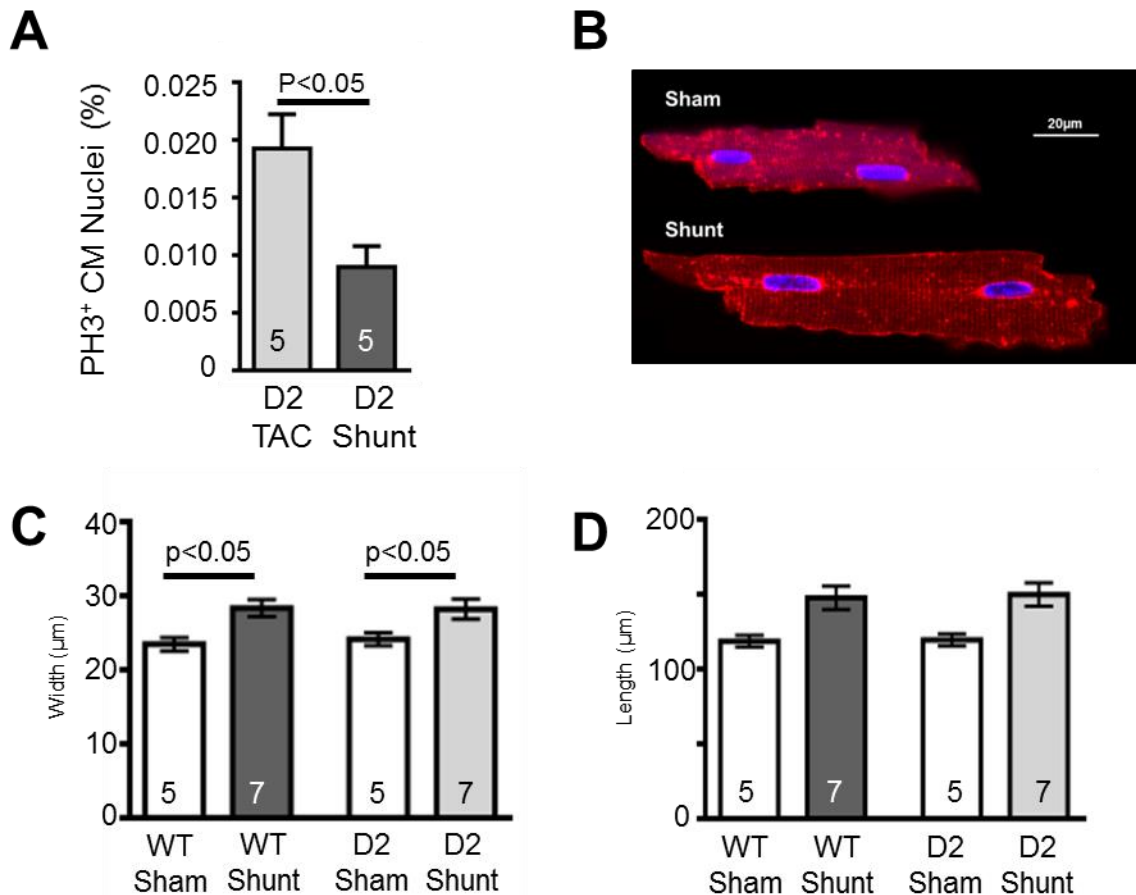 A
PH3⁺ CM Nuclei (%)
0.025
0.020
0.015
0.010
0.005
0
P<0.05
5
5
D2
TAC
D2
Shunt
B
Sham
20µm
Shunt
C
Width (µm)
40
30
20
10
0
p<0.05
p<0.05
5
7
5
7
WT
Sham
WT
Shunt
D2
Sham
D2
Shunt
D
Length (µm)
200
100
0
5
7
5
7
WT
Sham
WT
Shunt
D2
Sham
D2
Shunt